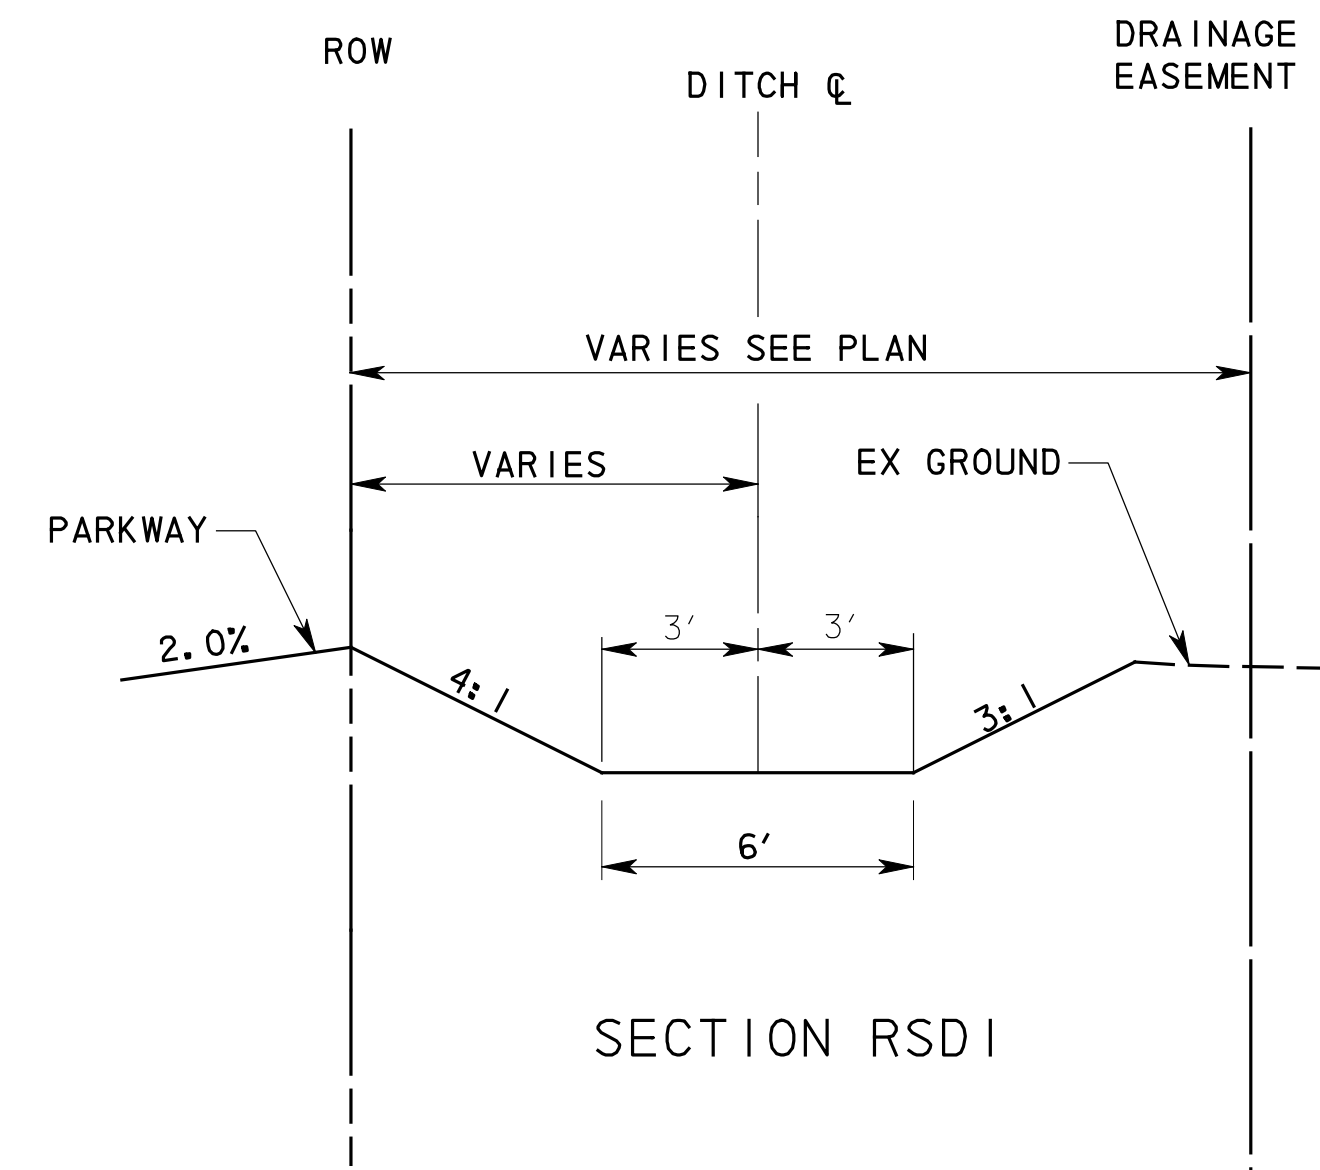 ROW
DITCH ℄
DRAINAGE
EASEMENT
VARIES SEE PLAN
VARIES
EX GROUND
PARKWAY
2.0%
4:1
3'
3'
3:1
6'
SECTION RSD1